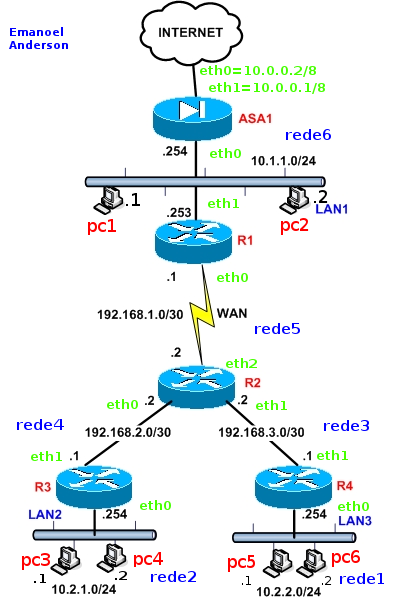 Emanoel
Anderson
INTERNET
eth0=10.0.0.2/8
eth1=10.0.0.1/8
ASA1
rede6
.254
eth0
10.1.1.0/24
.1
.2
LAN1
pc1
pc2
eth1
.253
R1
.1
eth0
192.168.1.0/30
WAN
rede5
.2
eth2
R2
eth0
.2
.2
eth1
rede4
rede3
192.168.2.0/30
192.168.3.0/30
eth1
.1
.1
eth1
R3
R4
eth0
eth0
LAN2
.254
.254
LAN3
pc3
pc4
pc5
pc6
.1
.2
rede2
.1
.2
rede1
10.2.1.0/24
10.2.2.0/24